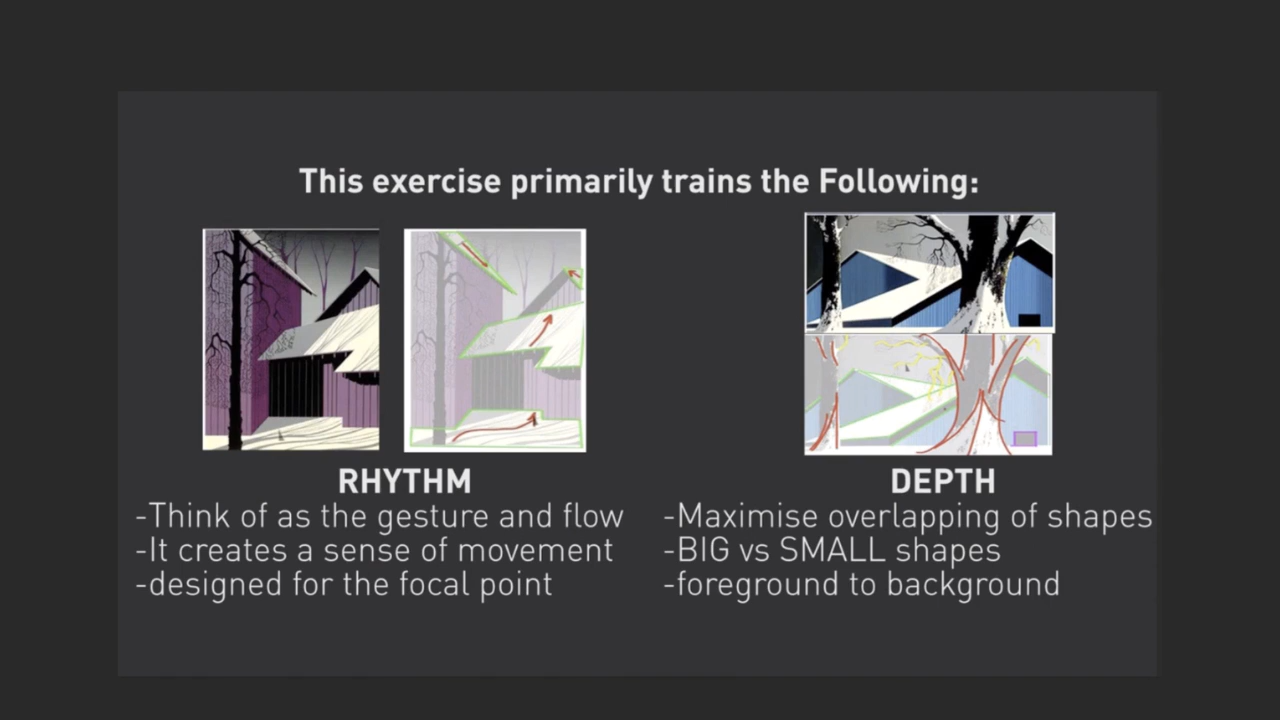 This exercise primarily trains the Following:
RHYTHM
-Think of as the gesture and flow
-It creates a sense of movement
-designed for the focal point
DEPTH
-Maximise overlapping of shapes
-BIG vs SMALL shapes
-foreground to background